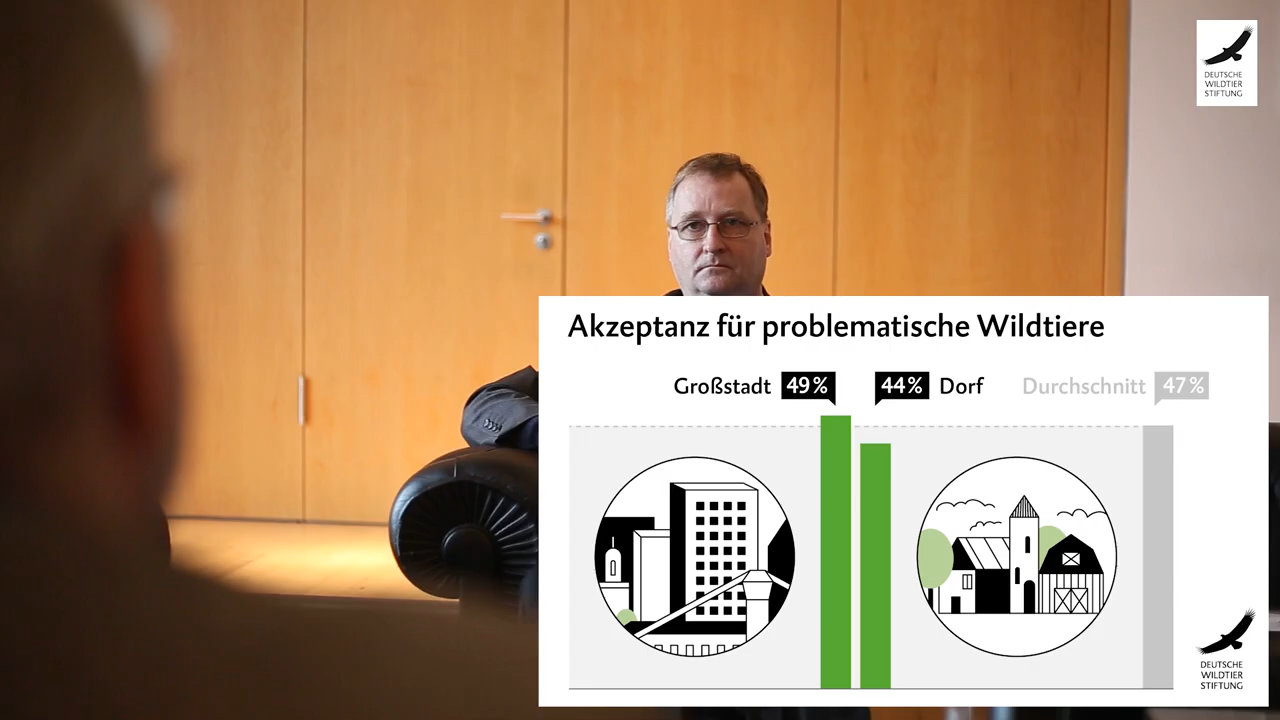 DEUTSCHE
WILDTIER
STIFTUNG
Akzeptanz für problematische Wildtiere
Großstadt 49% 44% Dorf Durchschnitt 47%
DEUTSCHE
WILDTIER
STIFTUNG